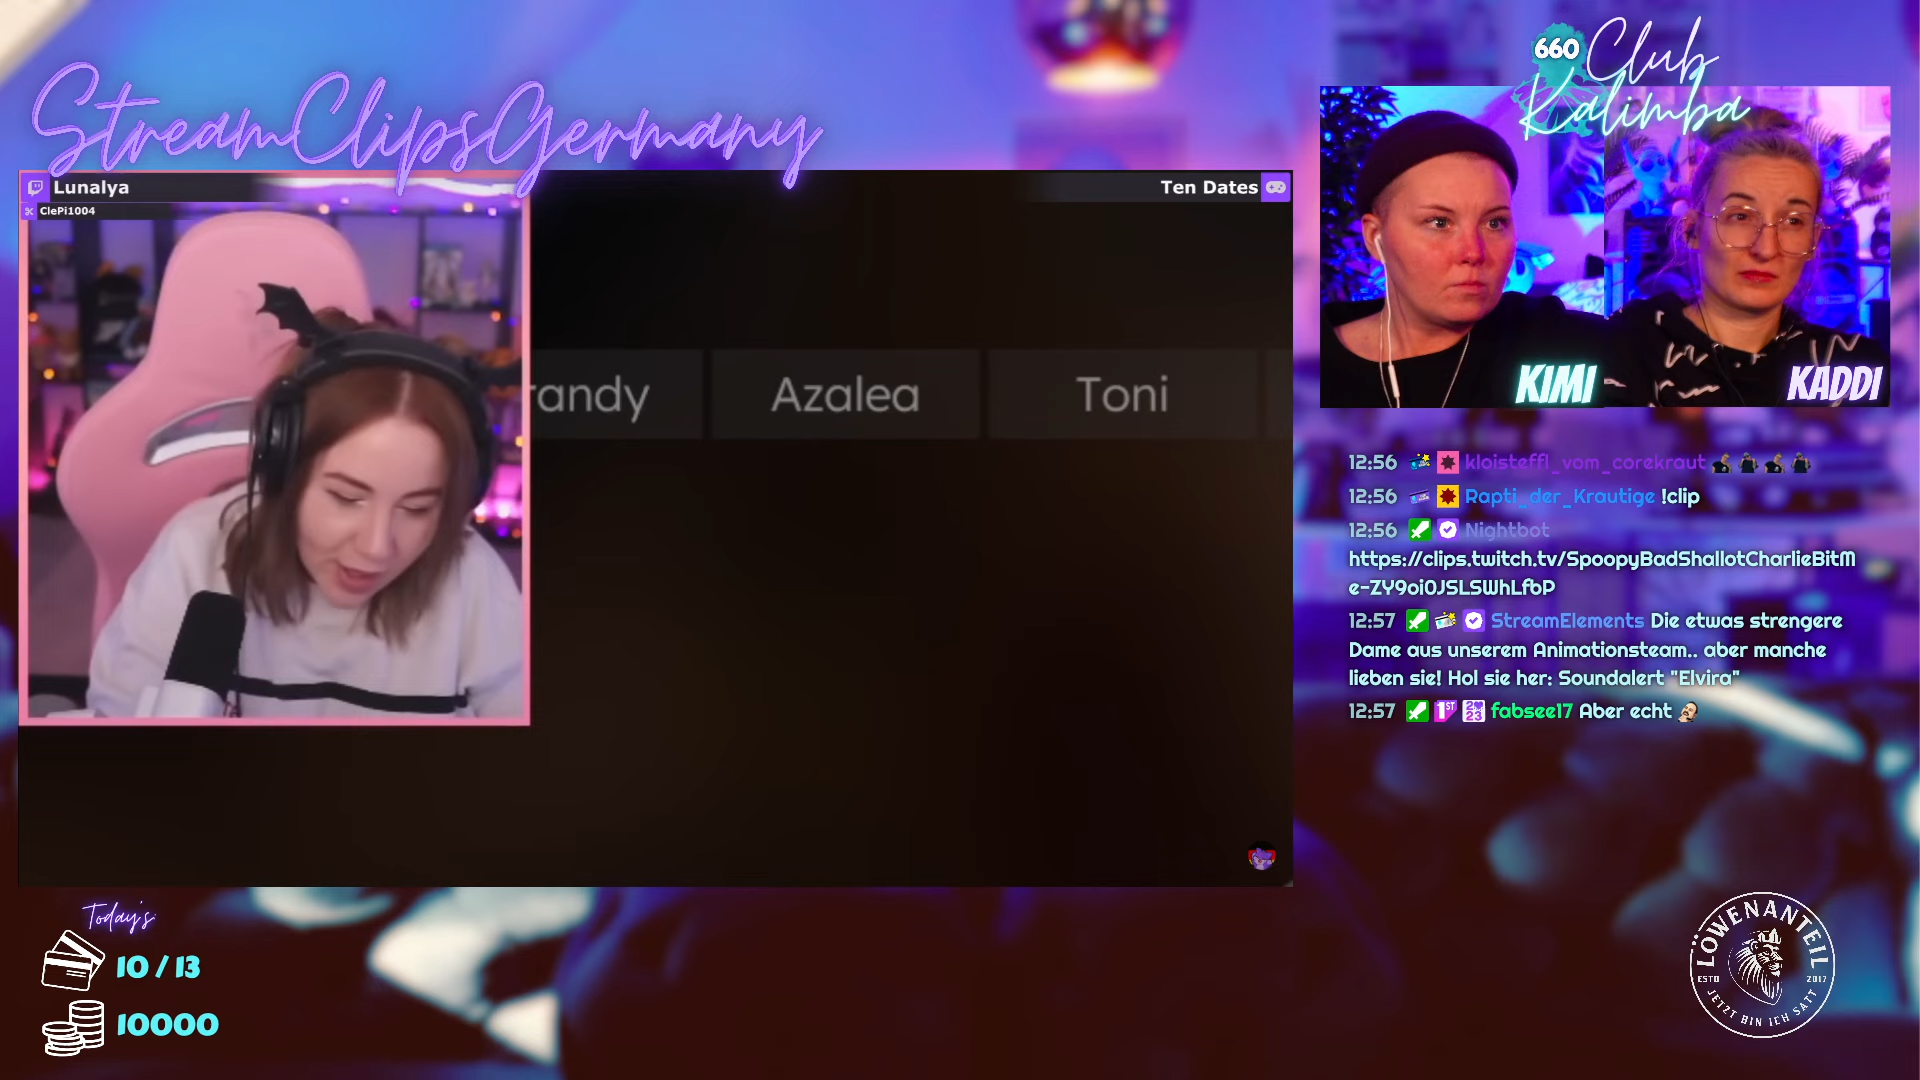 StreamClipsGermany
660 Club
Kalimba
Lunalya
ClePi1004
Ten Dates
randy
Azalea
Toni
KIMI
KADDI
12:56 kloisteffl_vom_corekraut
12:56 Rapti_der_Krautige !clip
12:56 Nightbot
https://clips.twitch.tv/SpoopyBadShallotCharlieBitM
e-ZY9oi0JSLSWhLfbP
12:57 StreamElements Die etwas strengere
Dame aus unserem Animationsteam.. aber manche
lieben sie! Hol sie her: Soundalert "Elvira"
12:57 1ST 2023 fabsee17 Aber echt
Today's
10 / 13
10000
LÖWENANTEIL
ESTD 2017
JETZT BIN ICH SATT